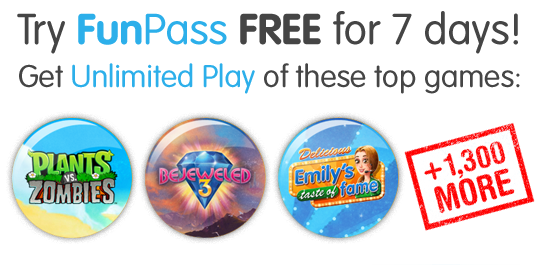 Try FunPass FREE for 7 days!
Get Unlimited Play of these top games:
PLANTS
VS.
ZOMBIES
BEJEWELED
3
Delicious
Emily's
taste of fame
+1,300
MORE